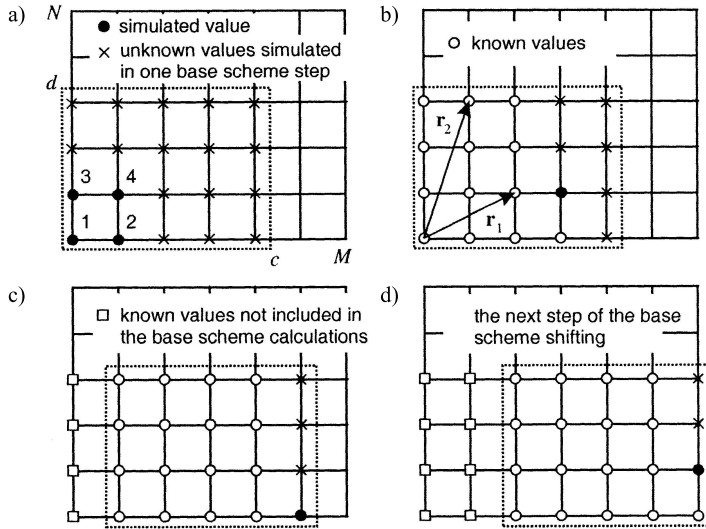 a)
N
simulated value
unknown values simulated
in one base scheme step
d
3 4
1 2
c
M
b)
known values
r2
r1
c)
known values not included in
the base scheme calculations
d)
the next step of the base
scheme shifting